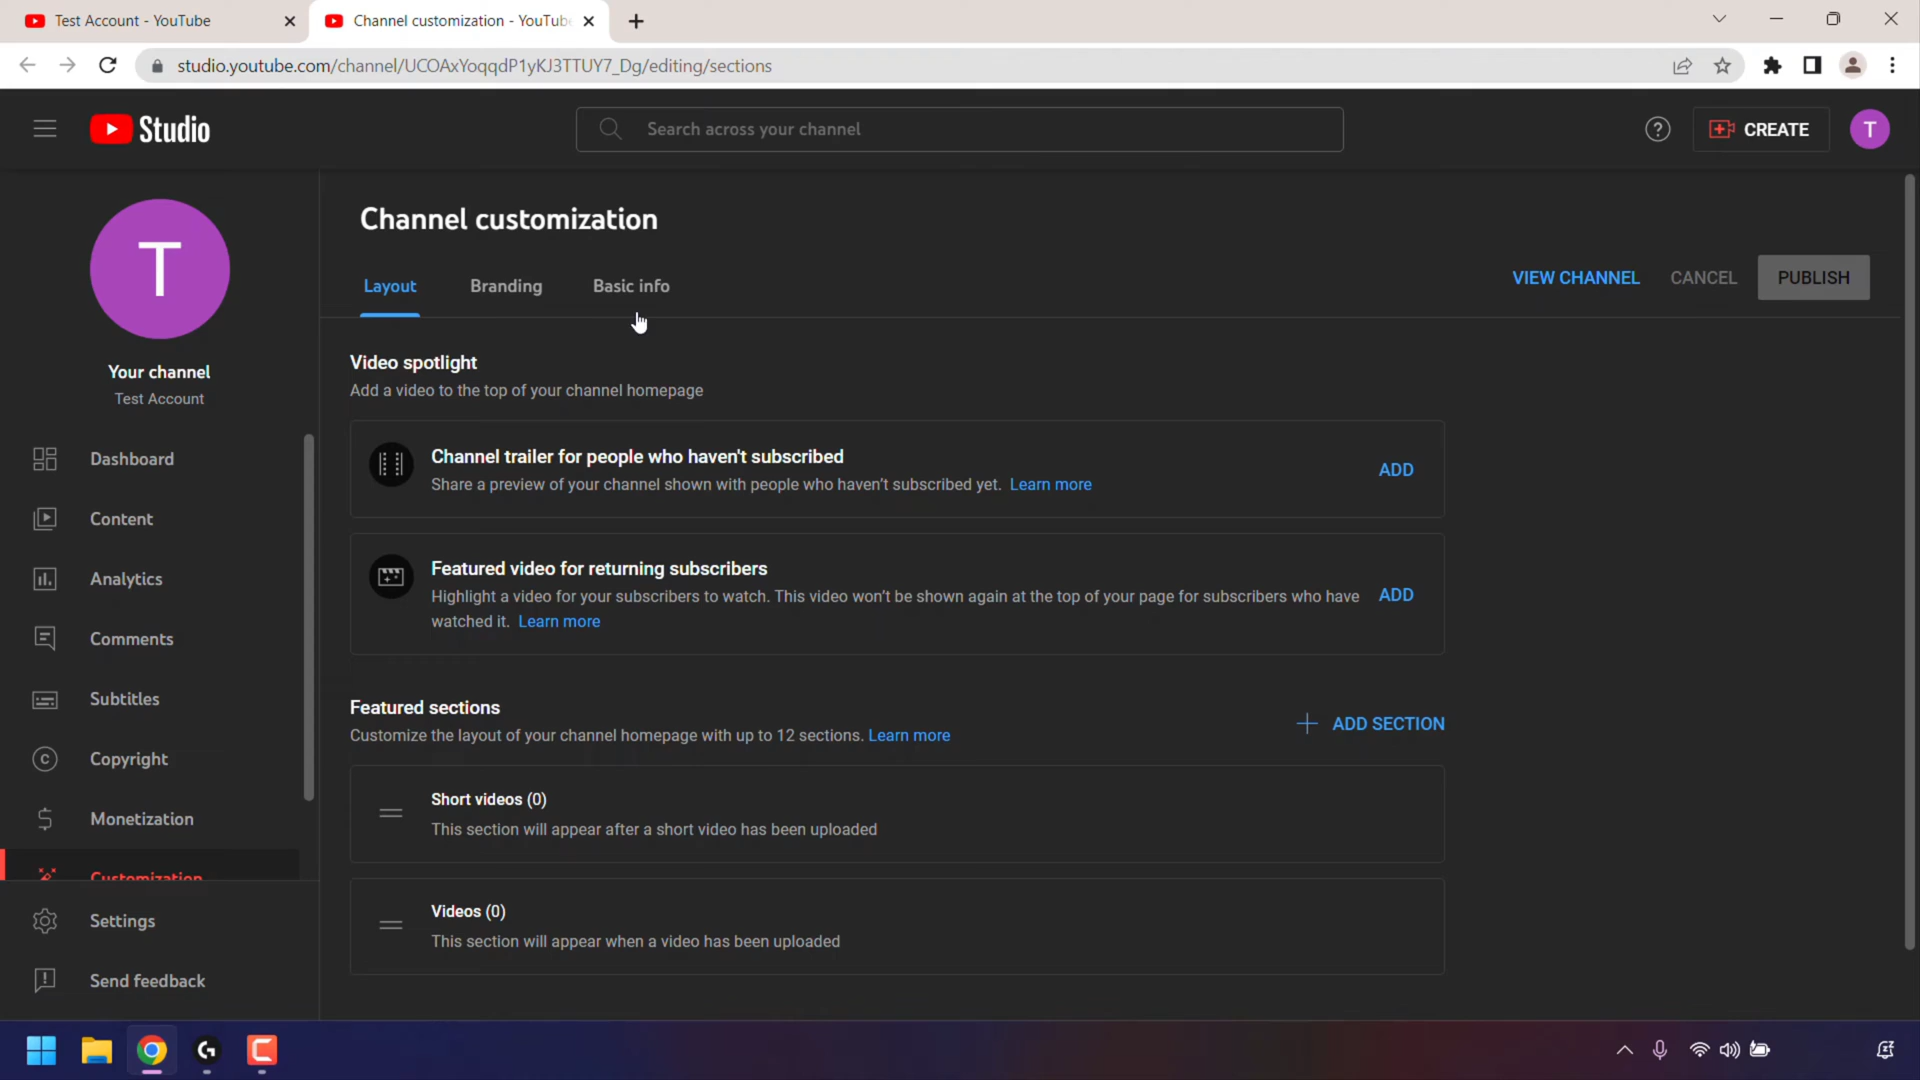 Test Account - YouTube
Channel customization - YouTub
studio.youtube.com/channel/UCOAxYoqqdP1yKJ3TTUY7_Dg/editing/sections
Studio
Search across your channel
CREATE
T
T
Your channel
Test Account
Dashboard
Content
Analytics
Comments
Subtitles
Copyright
Monetization
Customization
Settings
Send feedback
Channel customization
Layout
Branding
Basic info
VIEW CHANNEL
CANCEL
PUBLISH
Video spotlight
Add a video to the top of your channel homepage
Channel trailer for people who haven't subscribed
Share a preview of your channel shown with people who haven't subscribed yet. Learn more
ADD
Featured video for returning subscribers
Highlight a video for your subscribers to watch. This video won't be shown again at the top of your page for subscribers who have
watched it. Learn more
ADD
Featured sections
Customize the layout of your channel homepage with up to 12 sections. Learn more
ADD SECTION
Short videos (0)
This section will appear after a short video has been uploaded
Videos (0)
This section will appear when a video has been uploaded